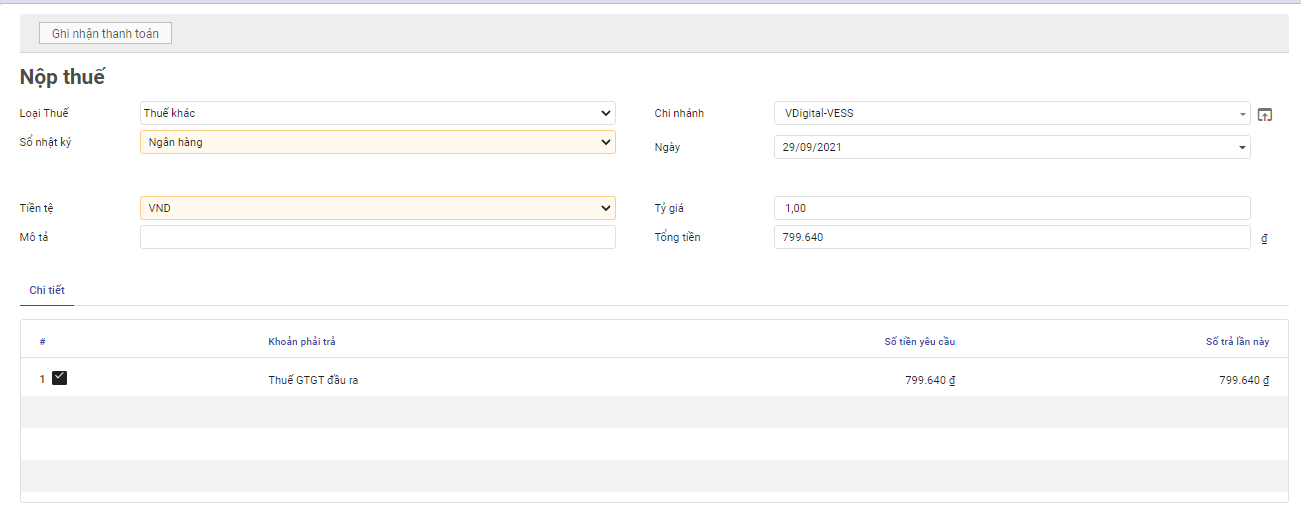 Ghi nhận thanh toán
Nộp thuế
Loại Thuế Thuế khác Chi nhánh VDigital-VESS
Sổ nhật ký Ngân hàng Ngày 29/09/2021
Tiền tệ VND Tỷ giá 1,00
Mô tả Tổng tiền 799.640 ₫
Chi tiết
# Khoản phải trả Số tiền yêu cầu Số trả lần này
1 Thuế GTGT đầu ra 799.640 ₫ 799.640 ₫